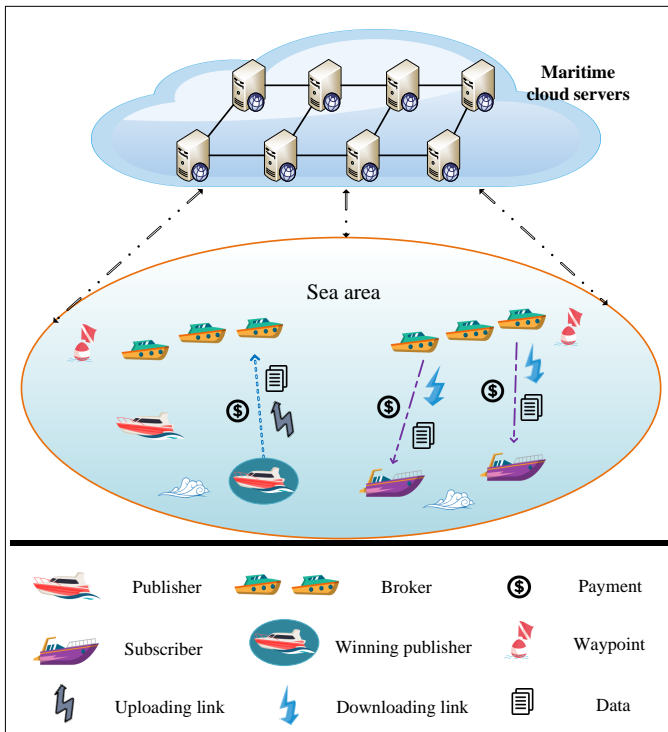 Maritime
cloud servers
Sea area
$
$
$
Publisher
Broker
$
Payment
Subscriber
Winning publisher
Waypoint
Uploading link
Downloading link
Data